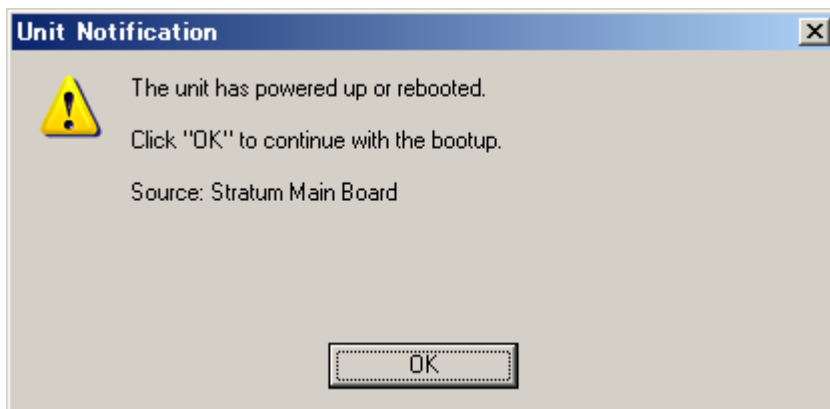 Unit Notification
The unit has powered up or rebooted.
Click "OK" to continue with the bootup.
Source: Stratum Main Board
OK